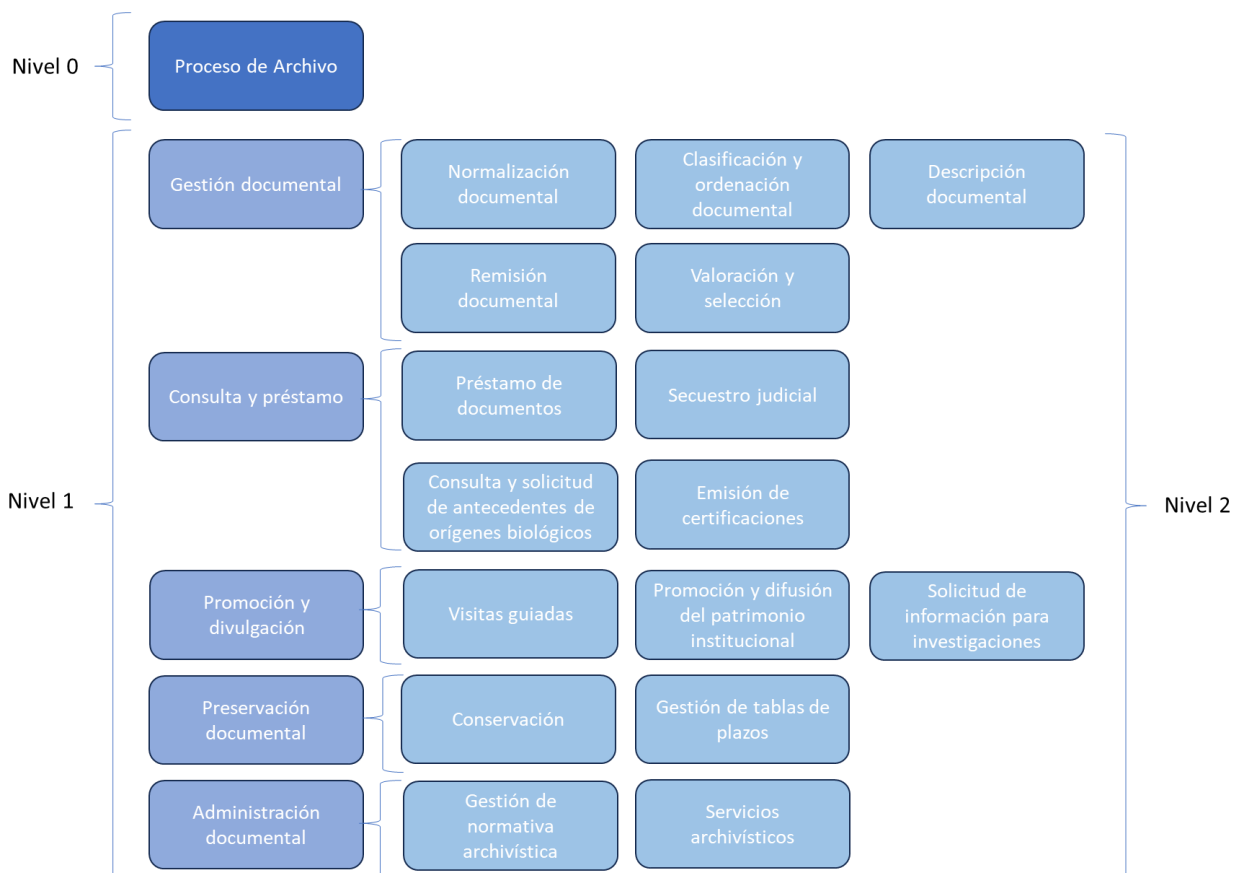 Nivel 0
Proceso de Archivo
Nivel 1
Nivel 2
Gestión documental
Normalización
documental
Clasificación y
ordenación
documental
Descripción
documental
Remisión
documental
Valoración y
selección
Consulta y préstamo
Préstamo de
documentos
Secuestro judicial
Consulta y solicitud
de antecedentes de
orígenes biológicos
Emisión de
certificaciones
Promoción y
divulgación
Visitas guiadas
Promoción y difusión
del patrimonio
institucional
Solicitud de
información para
investigaciones
Preservación
documental
Conservación
Gestión de tablas de
plazos
Administración
documental
Gestión de
normativa
archivística
Servicios
archivísticos